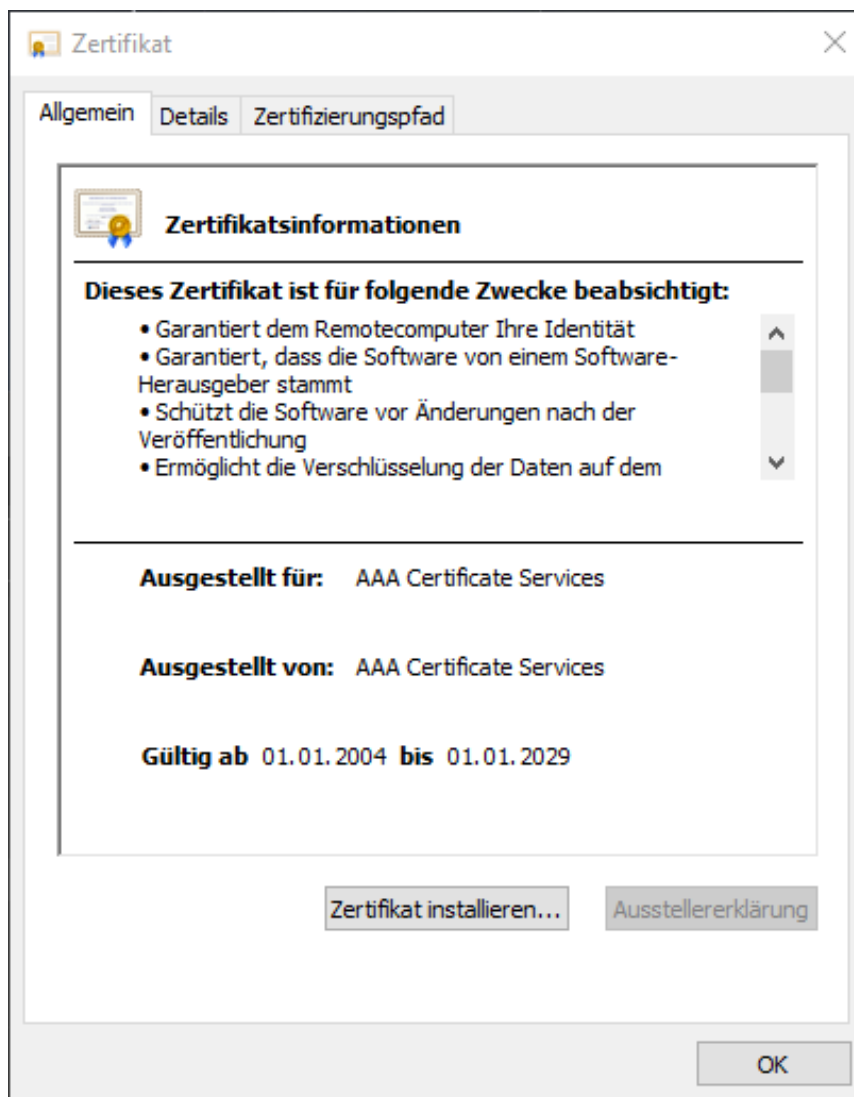 Zertifikat
Allgemein Details Zertifizierungspfad
Zertifikatsinformationen
Dieses Zertifikat ist für folgende Zwecke beabsichtigt:
• Garantiert dem Remotecomputer Ihre Identität
• Garantiert, dass die Software von einem Software-
Herausgeber stammt
• Schützt die Software vor Änderungen nach der
Veröffentlichung
• Ermöglicht die Verschlüsselung der Daten auf dem
Ausgestellt für: AAA Certificate Services
Ausgestellt von: AAA Certificate Services
Gültig ab 01.01.2004 bis 01.01.2029
Zertifikat installieren... Ausstellererklärung
OK